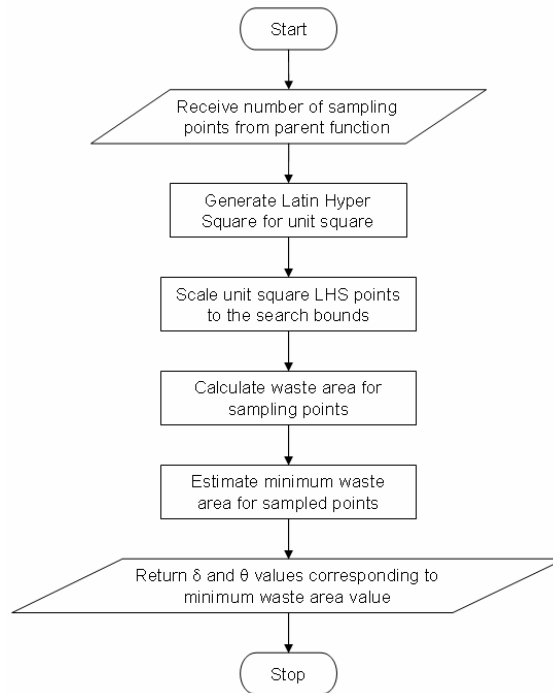 Start
Receive number of sampling
points from parent function
Generate Latin Hyper
Square for unit square
Scale unit square LHS points
to the search bounds
Calculate waste area for
sampling points
Estimate minimum waste
area for sampled points
Return δ and θ values corresponding to
minimum waste area value
Stop